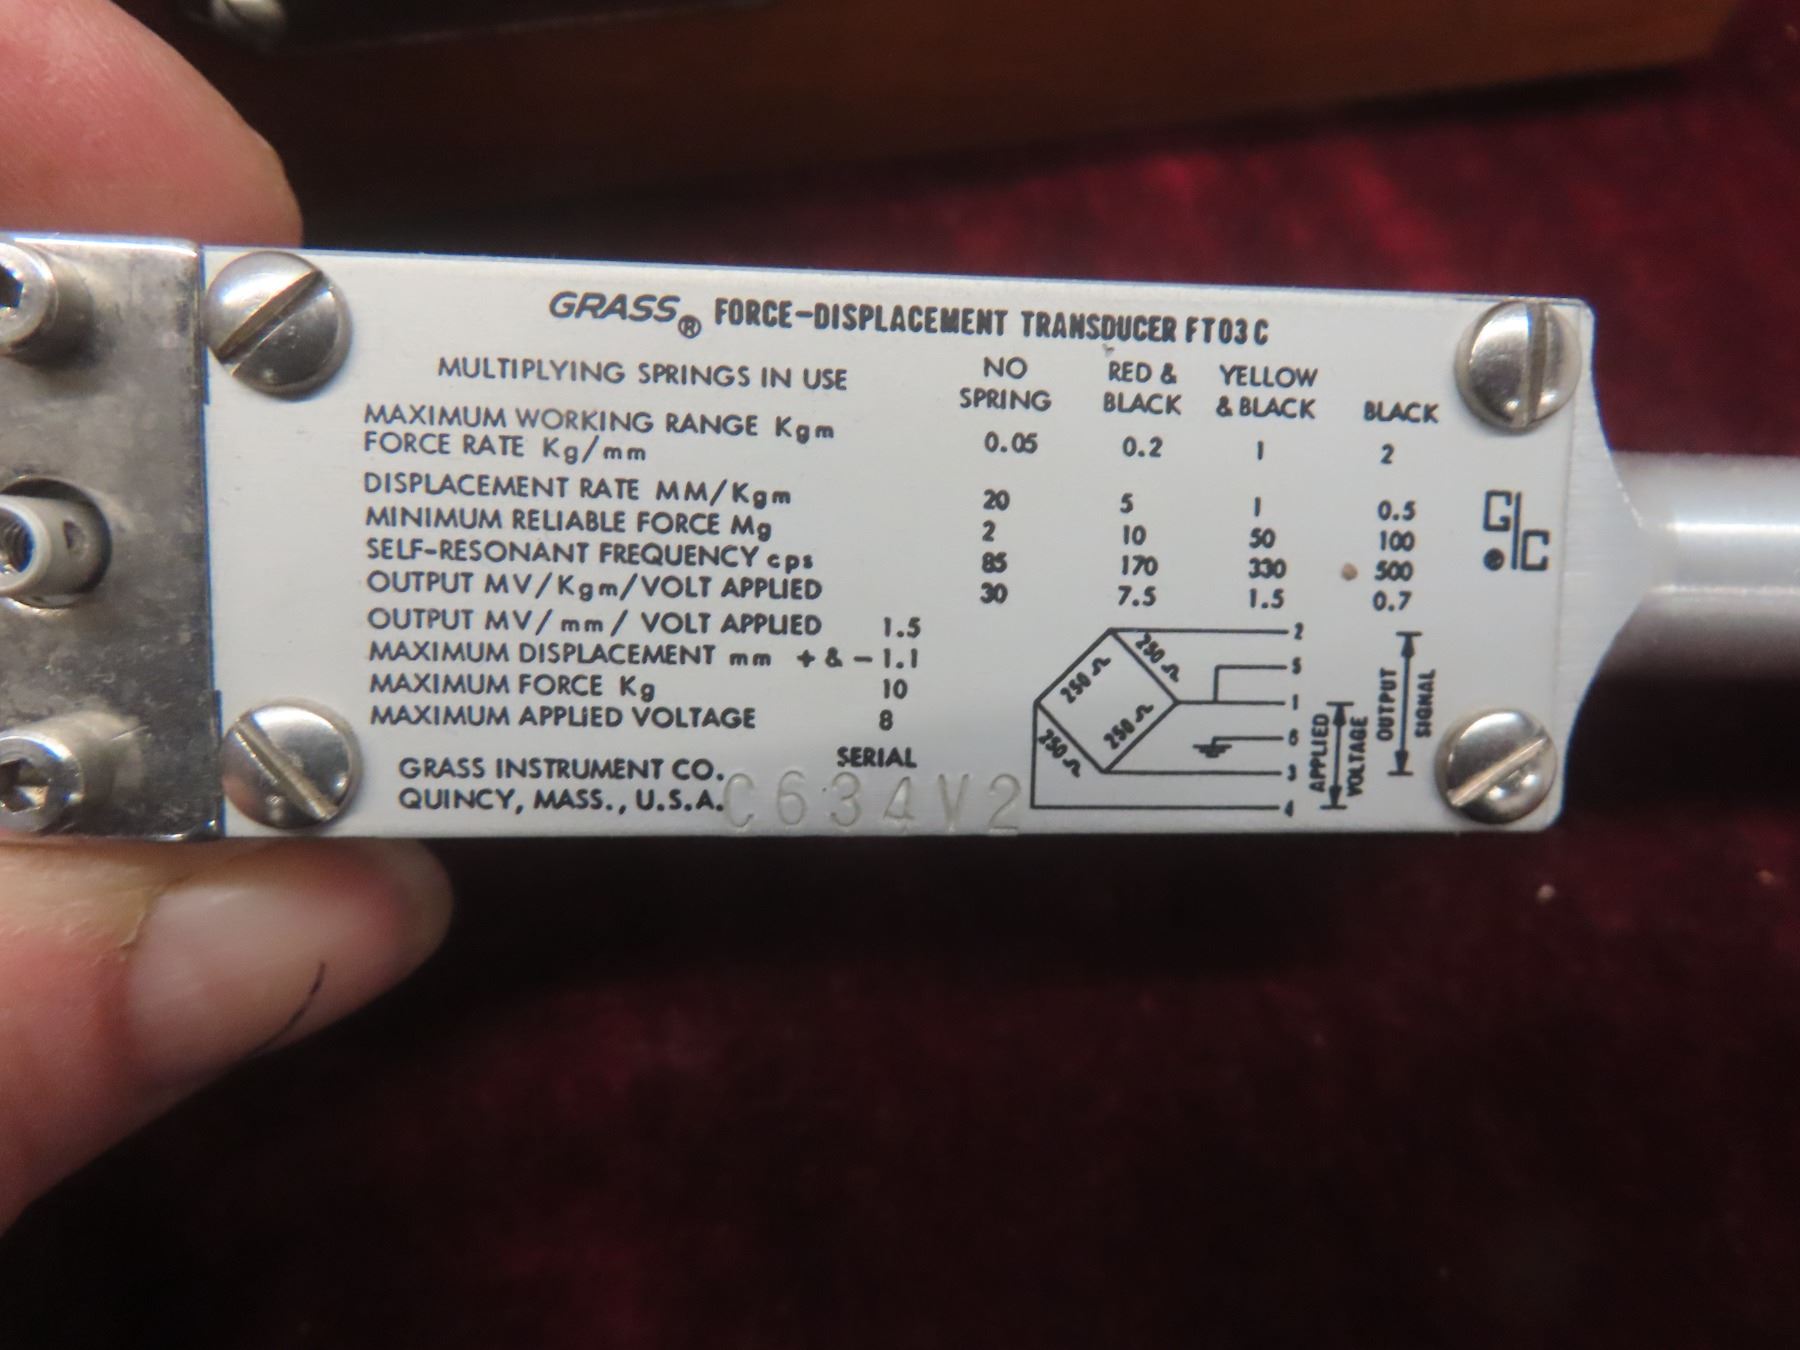 GRASS® FORCE-DISPLACEMENT TRANSDUCER FT03C
MULTIPLYING SPRINGS IN USE NO SPRING RED & BLACK YELLOW & BLACK BLACK
MAXIMUM WORKING RANGE Kgm
FORCE RATE Kg/mm 0.05 0.2 1 2
DISPLACEMENT RATE MM/Kgm 20 5 1 0.5
MINIMUM RELIABLE FORCE Mg 2 10 50 100
SELF-RESONANT FREQUENCY cps 85 170 330 500
OUTPUT MV/Kgm/VOLT APPLIED 30 7.5 1.5 0.7
OUTPUT MV/mm/ VOLT APPLIED 1.5
MAXIMUM DISPLACEMENT mm + & - 1.1
MAXIMUM FORCE Kg 10
MAXIMUM APPLIED VOLTAGE 8
GRASS INSTRUMENT CO. SERIAL
QUINCY, MASS., U.S.A. C634V2
250 Ω
250 Ω
250 Ω
250 Ω
2
5
1
6
3
4
APPLIED VOLTAGE
OUTPUT SIGNAL
G C